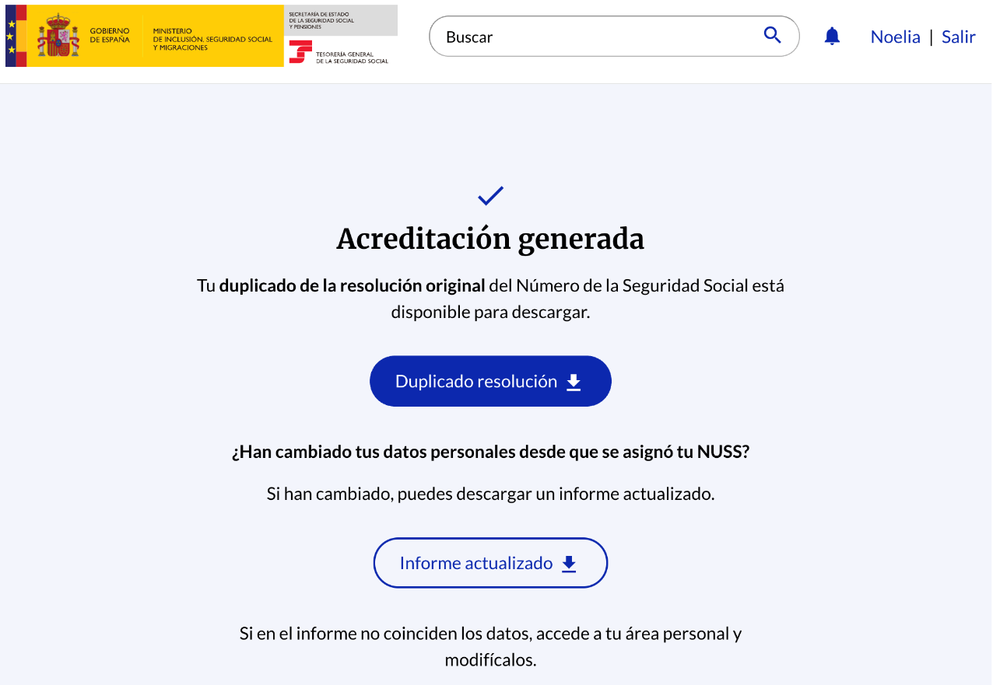 GOBIERNO
DE ESPAÑA
MINISTERIO
DE INCLUSIÓN, SEGURIDAD SOCIAL
Y MIGRACIONES
SECRETARÍA DE ESTADO
DE LA SEGURIDAD SOCIAL
Y PENSIONES
TESORERÍA GENERAL
DE LA SEGURIDAD SOCIAL
Buscar
Noelia | Salir
Acreditación generada
Tu duplicado de la resolución original del Número de la Seguridad Social está
disponible para descargar.
Duplicado resolución
¿Han cambiado tus datos personales desde que se asignó tu NUSS?
Si han cambiado, puedes descargar un informe actualizado.
Informe actualizado
Si en el informe no coinciden los datos, accede a tu área personal y
modifícalos.